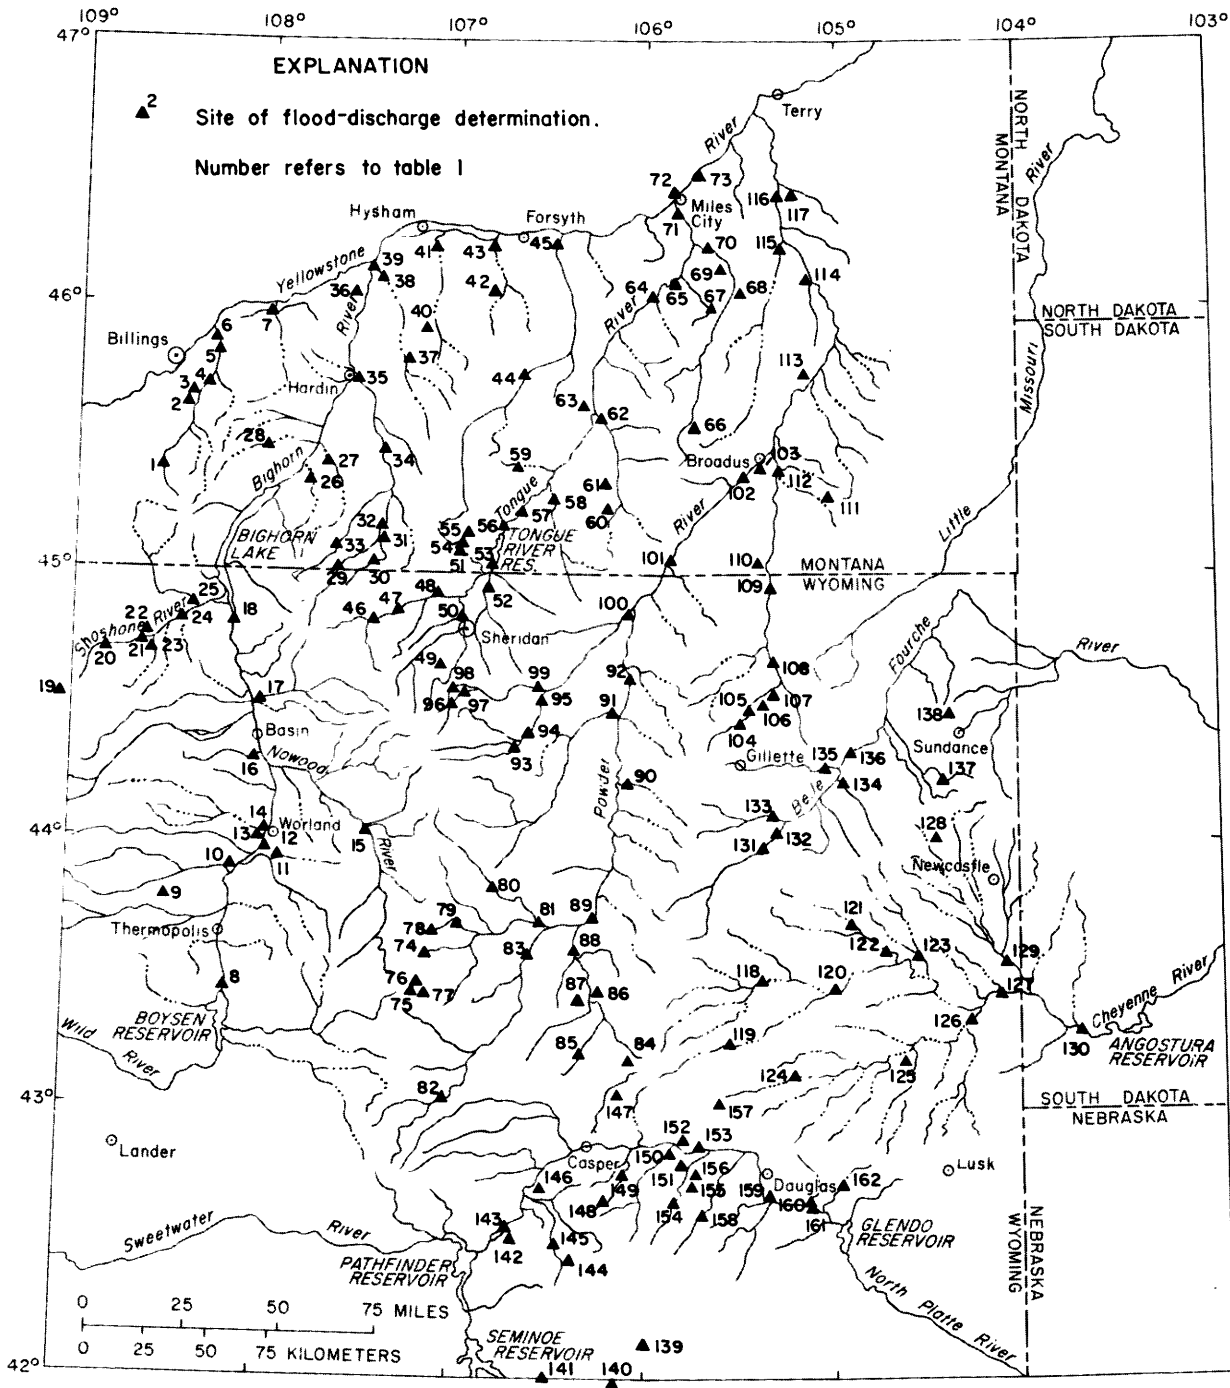 109° 108° 107° 106° 105° 104° 103°
47°
EXPLANATION
2
Site of flood-discharge determination.
Number refers to table 1
Terry
River
NORTH DAKOTA
MONTANA
River
72 73
Miles City
71
116 117
Hysham
Forsyth
41 43 45
70 115
39
38
Yellowstone
36
River
42
69
68
114
64 65 67
River
46°
NORTH DAKOTA
SOUTH DAKOTA
7
6
5
40
Billings
37
Missouri
Hardin
35
4
3
2
44
113
63 62
66
28
1
27
26
34
Bighorn
59
Broadus
103
102
112
111
61
58
60
Tongue
57
56
55
54
53
51
TONGUE RIVER RES.
River
Little
BIGHORN LAKE
32
33 31
29 30
101
110
109
45°
MONTANA
WYOMING
25
24
22
Shoshone River
20 21 23
18
48
47
46
50
52
Sheridan
100
Fourche
River
19
49
98
99
92
108
17
96 97
95
91
105
107
106
104
138
Basin
94
93
Sundance
137
16
Nowood
Gillette
135 136
134
90
Powder
Belle
44°
14
13 Worland
12
11
10
15
River
133
132
131
128
Newcastle
9
80
79
78
81
89
121
Thermopolis
74
83
88
122 123
129
8
76
75 77
87
86
118
120
127
BOYSEN RESERVOIR
126
Cheyenne River
Wild River
85
84
119
130
ANGOSTURA RESERVOIR
124
125
43°
82
147
157
SOUTH DAKOTA
NEBRASKA
Lander
152
153
150
Casper
151
156
149
155
146
148
154
158
159
Douglas
160
161
162
Lusk
Sweetwater River
143
142
145
144
PATHFINDER RESERVOIR
GLENDO RESERVOIR
NEBRASKA
WYOMING
North Platte River
0 25 50 75 MILES
0 25 50 75 KILOMETERS
SEMINOE RESERVOIR
139
42°
141 140